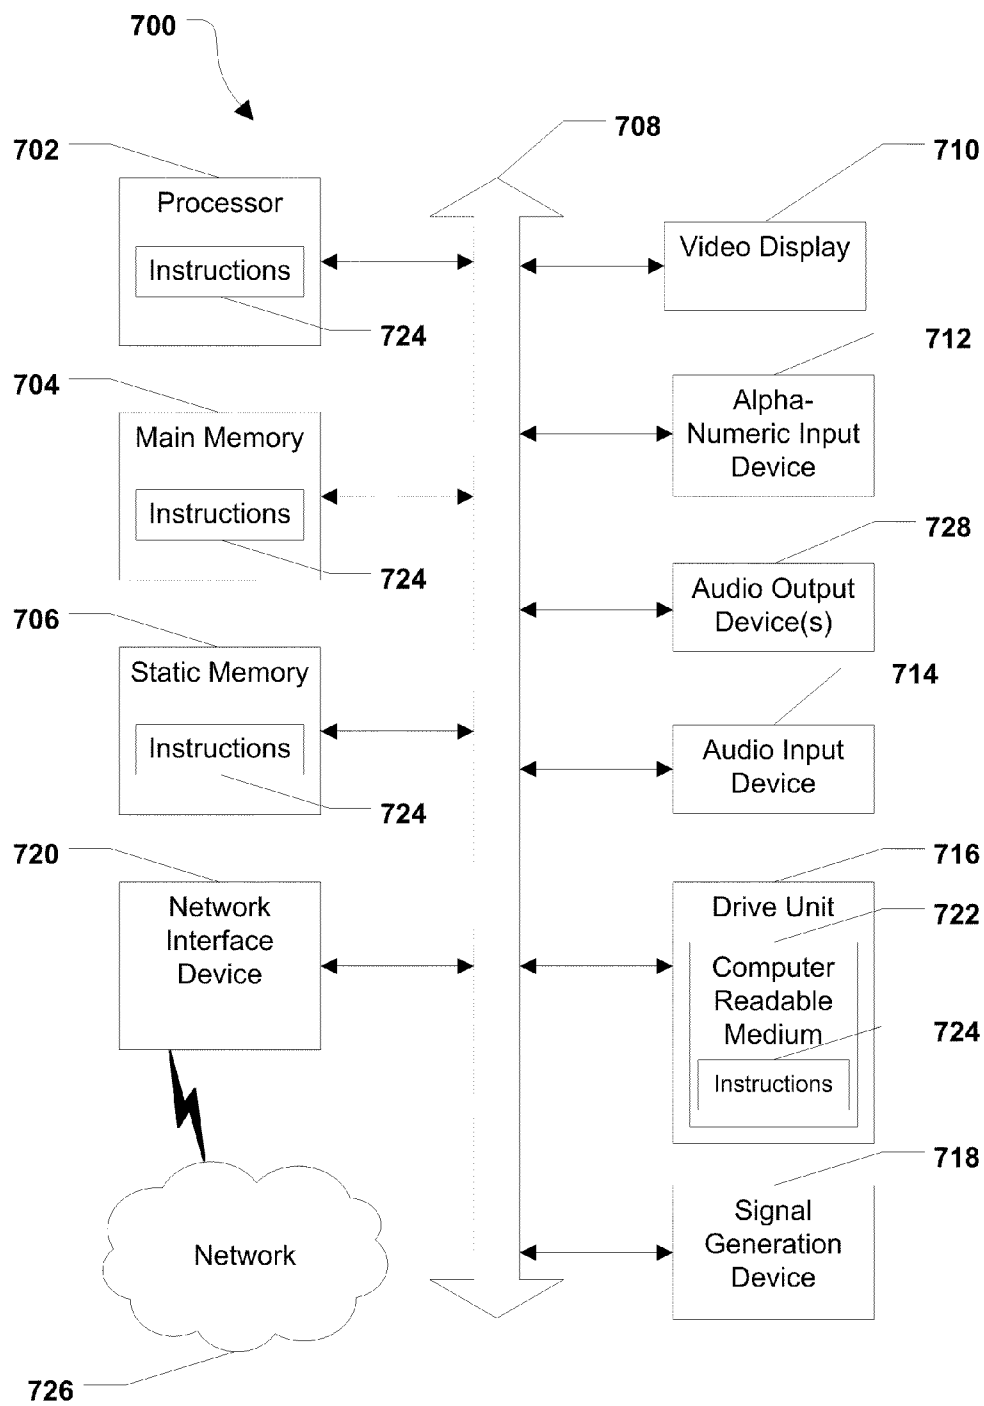 700
702
Processor
Instructions
724
704
Main Memory
Instructions
724
706
Static Memory
Instructions
724
720
Network
Interface
Device
Network
726
708
710
Video Display
712
Alpha-
Numeric Input
Device
728
Audio Output
Device(s)
714
Audio Input
Device
716
Drive Unit
722
Computer
Readable
Medium
724
Instructions
718
Signal
Generation
Device